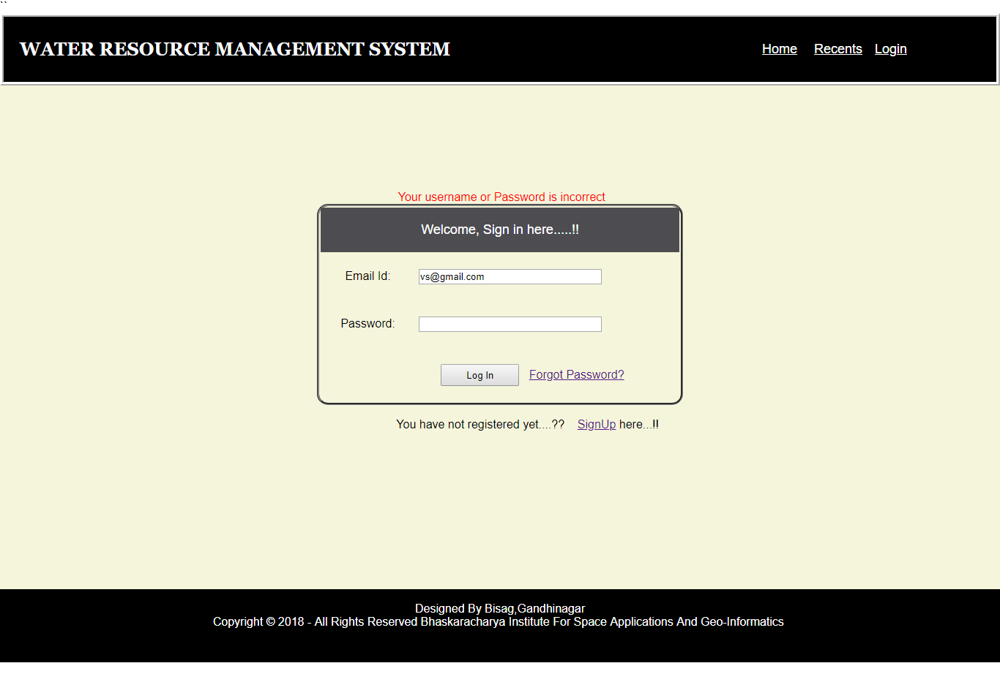 ``
WATER RESOURCE MANAGEMENT SYSTEM
Home Recents Login
Your username or Password is incorrect
Welcome, Sign in here.....!!
Email Id: vs@gmail.com
Password:
Log In Forgot Password?
You have not registered yet....?? SignUp here...!!
Designed By Bisag,Gandhinagar
Copyright © 2018 - All Rights Reserved Bhaskaracharya Institute For Space Applications And Geo-Informatics